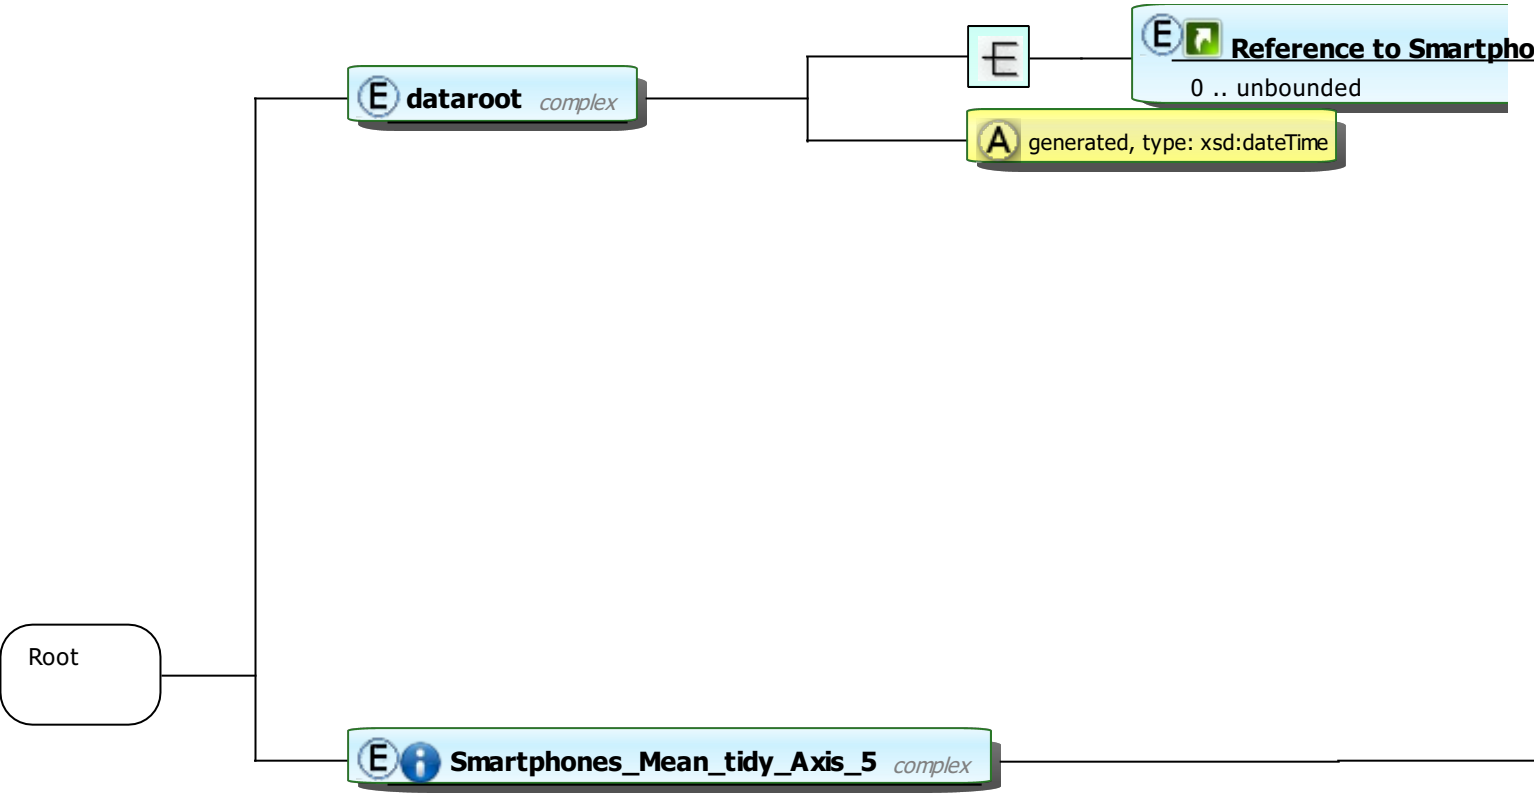 E Reference to Smartpho
0 .. unbounded
E dataroot complex
E
A generated, type: xsd:dateTime
Root
E i Smartphones_Mean_tidy_Axis_5 complex